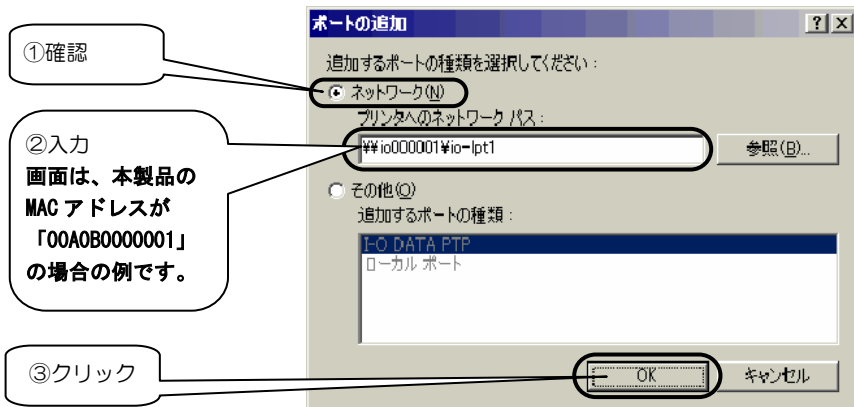 ①確認
②入力
画面は、本製品の
MAC アドレスが
「00A0B0000001」
の場合の例です。
③クリック
ポートの追加
追加するポートの種類を選択してください：
ネットワーク(N)
プリンタへのネットワーク パス：
¥¥io000001¥io-lpt1
参照(B)...
その他(O)
追加するポートの種類：
I-O DATA PTP
ローカル ポート
OK
キャンセル